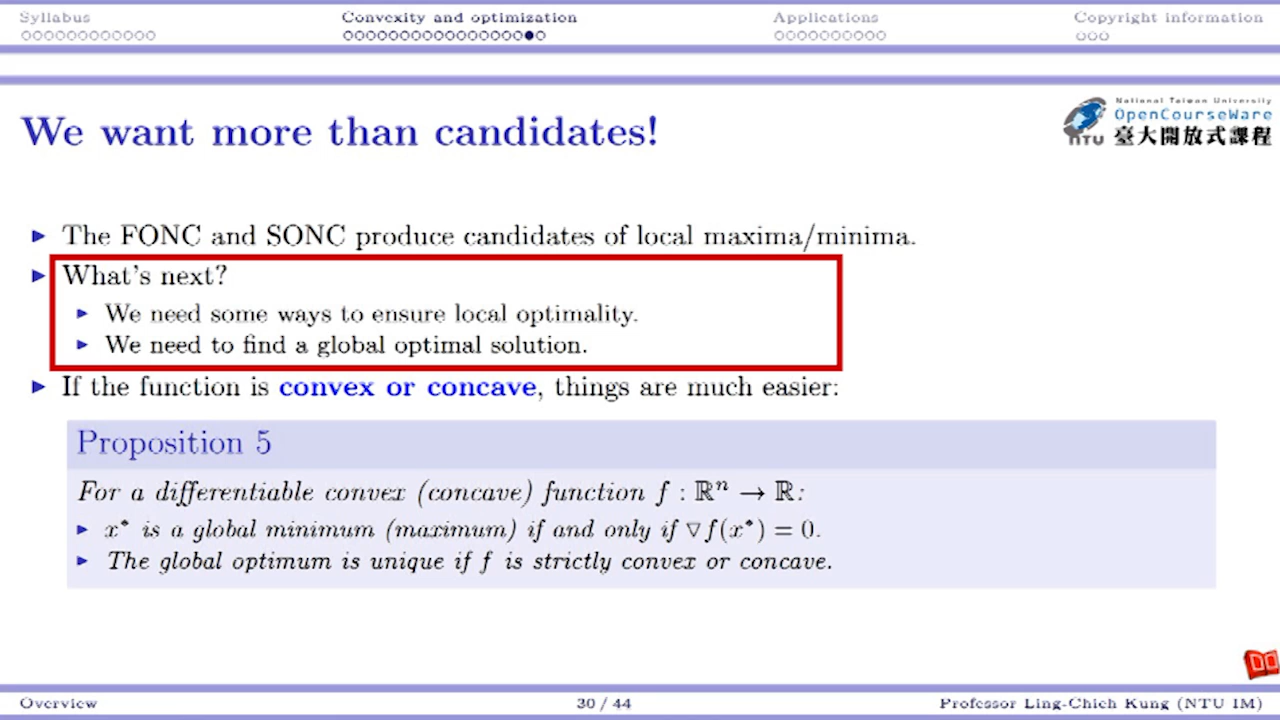 Syllabus Convexity and optimization Applications Copyright information
We want more than candidates!
National Taiwan University
OpenCourseWare
NTU 臺大開放式課程
The FONC and SONC produce candidates of local maxima/minima.
What's next?
We need some ways to ensure local optimality.
We need to find a global optimal solution.
If the function is convex or concave, things are much easier:
Proposition 5
For a differentiable convex (concave) function f : ℝⁿ → ℝ:
x* is a global minimum (maximum) if and only if ▽f(x*) = 0.
The global optimum is unique if f is strictly convex or concave.
Overview 30 / 44 Professor Ling-Chieh Kung (NTU IM)